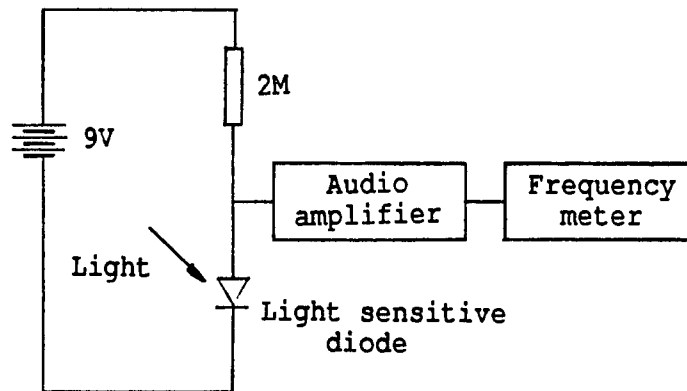 2M
9V
Audio
amplifier
Frequency
meter
Light
Light sensitive
diode